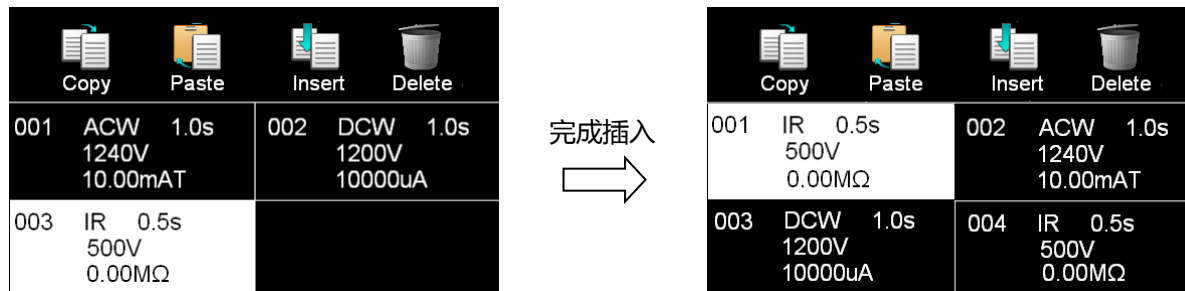 Copy Paste Insert Delete
001 ACW 1.0s
1240V
10.00mAT
002 DCW 1.0s
1200V
10000uA
003 IR 0.5s
500V
0.00MΩ
完成插入
Copy Paste Insert Delete
001 IR 0.5s
500V
0.00MΩ
002 ACW 1.0s
1240V
10.00mAT
003 DCW 1.0s
1200V
10000uA
004 IR 0.5s
500V
0.00MΩ